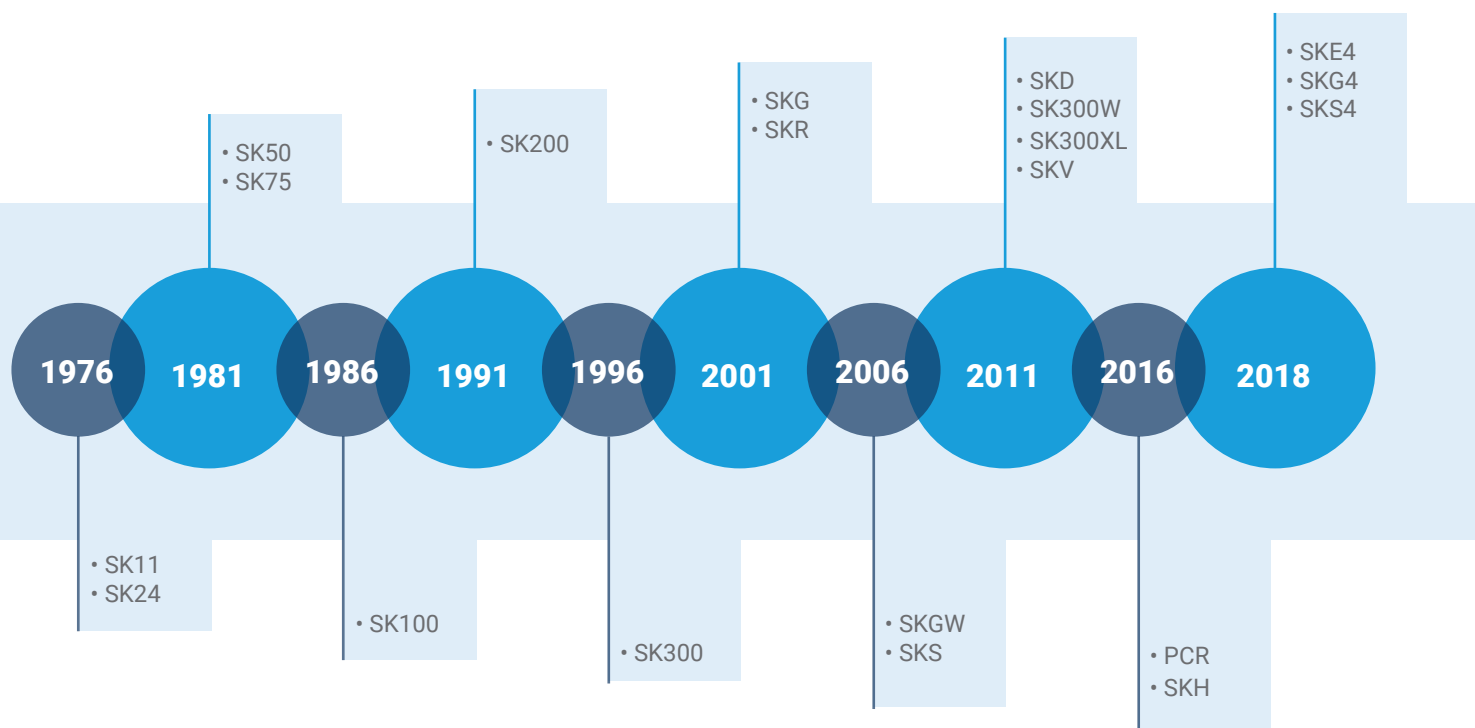 • SKE4
• SKG4
• SKS4
• SKD
• SK300W
• SK300XL
• SKV
• SKG
• SKR
• SK200
• SK50
• SK75
1976
1981
1986
1991
1996
2001
2006
2011
2016
2018
• SK11
• SK24
• SK100
• SK300
• SKGW
• SKS
• PCR
• SKH